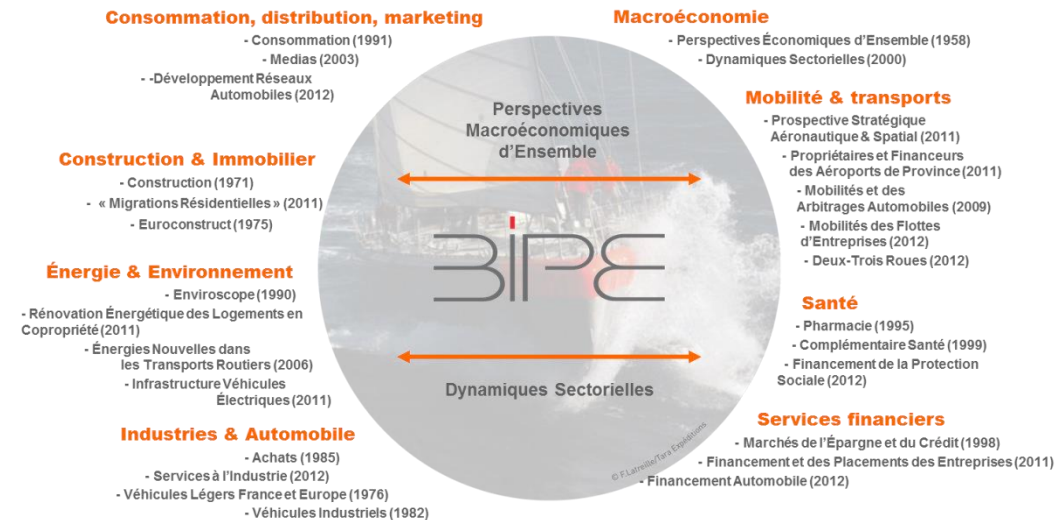 Consommation, distribution, marketing
- Consommation (1991)
- Medias (2003)
- -Développement Réseaux
Automobiles (2012)
Construction & Immobilier
- Construction (1971)
- « Migrations Résidentielles » (2011)
- Euroconstruct (1975)
Énergie & Environnement
- Enviroscope (1990)
- Rénovation Énergétique des Logements en
Copropriété (2011)
- Énergies Nouvelles dans
les Transports Routiers (2006)
- Infrastructure Véhicules
Électriques (2011)
Industries & Automobile
- Achats (1985)
- Services à l'Industrie (2012)
- Véhicules Légers France et Europe (1976)
- Véhicules Industriels (1982)
Perspectives
Macroéconomiques
d'Ensemble
BIPE
Dynamiques Sectorielles
© F.Latreille/Tara Expéditions
Macroéconomie
- Perspectives Économiques d'Ensemble (1958)
- Dynamiques Sectorielles (2000)
Mobilité & transports
- Prospective Stratégique
Aéronautique & Spatial (2011)
- Propriétaires et Financeurs
des Aéroports de Province (2011)
- Mobilités et des
Arbitrages Automobiles (2009)
- Mobilités des Flottes
d'Entreprises (2012)
- Deux-Trois Roues (2012)
Santé
- Pharmacie (1995)
- Complémentaire Santé (1999)
- Financement de la Protection
Sociale (2012)
Services financiers
- Marchés de l'Épargne et du Crédit (1998)
- Financement et des Placements des Entreprises (2011)
- Financement Automobile (2012)